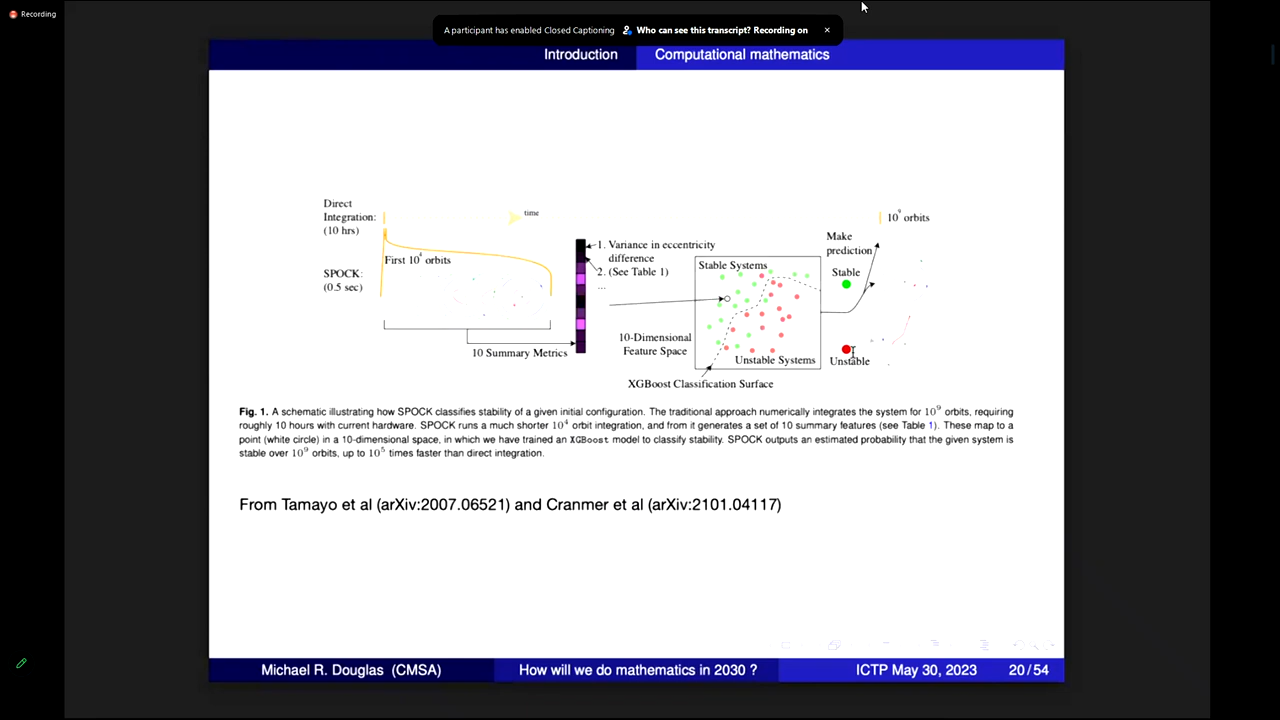 Recording
A participant has enabled Closed Captioning Who can see this transcript? Recording on ×
Introduction Computational mathematics
Direct
Integration:
(10 hrs)
time
10⁹ orbits
First 10⁴ orbits
SPOCK:
(0.5 sec)
10 Summary Metrics
1. Variance in eccentricity
difference
2. (See Table 1)
...
10-Dimensional
Feature Space
Stable Systems
Unstable Systems
XGBoost Classification Surface
Make
prediction
Stable
Unstable
Fig. 1. A schematic illustrating how SPOCK classifies stability of a given initial configuration. The traditional approach numerically integrates the system for 10⁹ orbits, requiring
roughly 10 hours with current hardware. SPOCK runs a much shorter 10⁴ orbit integration, and from it generates a set of 10 summary features (see Table 1). These map to a
point (white circle) in a 10-dimensional space, in which we have trained an XGBoost model to classify stability. SPOCK outputs an estimated probability that the given system is
stable over 10⁹ orbits, up to 10⁵ times faster than direct integration.
From Tamayo et al (arXiv:2007.06521) and Cranmer et al (arXiv:2101.04117)
Michael R. Douglas (CMSA) How will we do mathematics in 2030 ? ICTP May 30, 2023 20 / 54